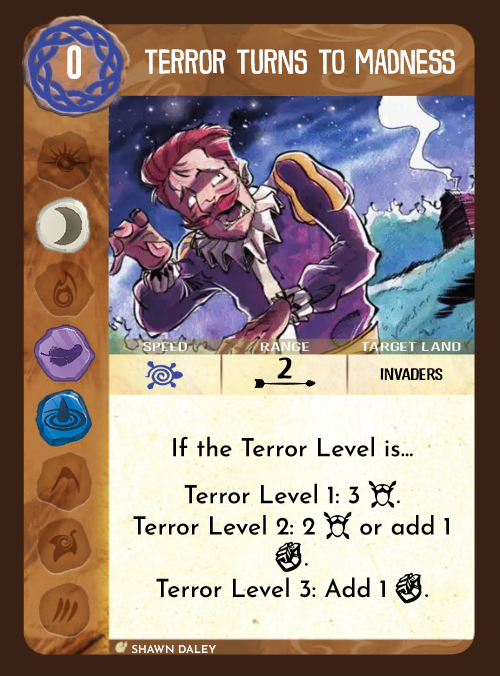 0
TERROR TURNS TO MADNESS
SPEED RANGE TARGET LAND
2
INVADERS
If the Terror Level is...
Terror Level 1: 3 .
Terror Level 2: 2 or add 1
.
Terror Level 3: Add 1 .
SHAWN DALEY